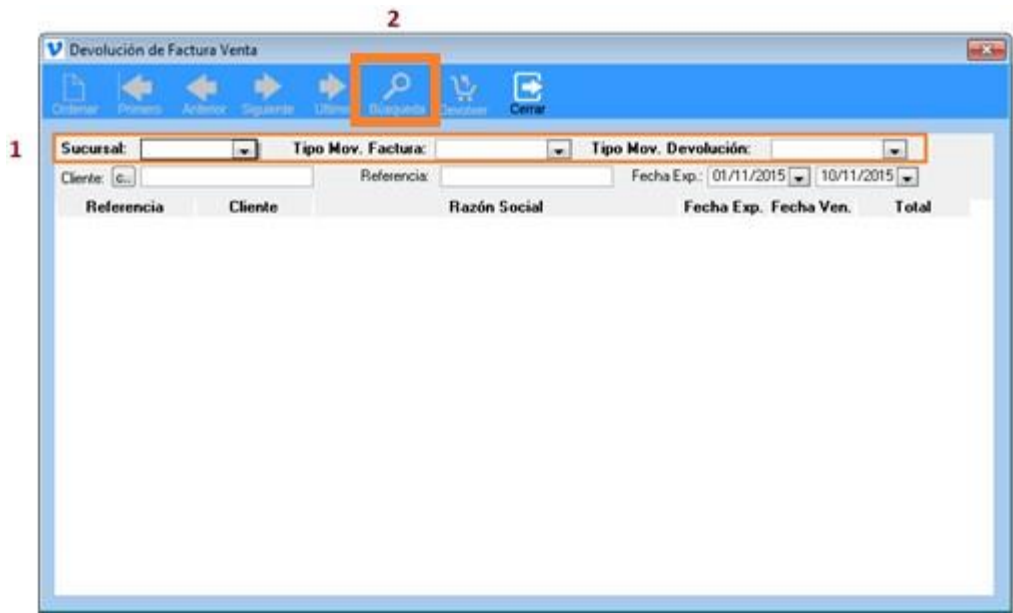 2
Devolución de Factura Venta
Ordenar Primero Anterior Siguiente Ultimo Búsqueda Devolver Cerrar
1
Sucursal: Tipo Mov. Factura: Tipo Mov. Devolución:
Cliente: c.. Referencia: Fecha Exp.: 01/11/2015 10/11/2015
Referencia Cliente Razón Social Fecha Exp. Fecha Ven. Total